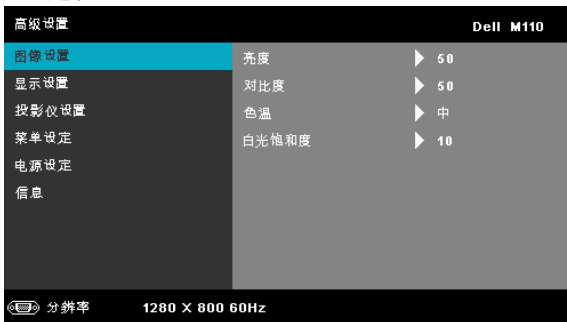 高级设置 Dell M110
图像设置 亮度 50
显示设置 对比度 50
投影仪设置 色温 中
菜单设定 白光饱和度 10
电源设定
信息
分辨率 1280 X 800 60Hz